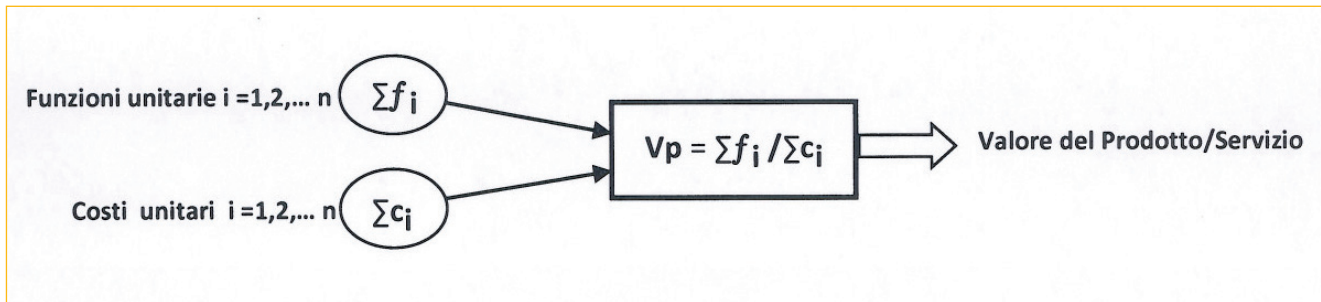 Funzioni unitarie i =1,2,... n
∑fi
Vp = ∑fi /∑ci
Valore del Prodotto/Servizio
Costi unitari i =1,2,... n
∑ci